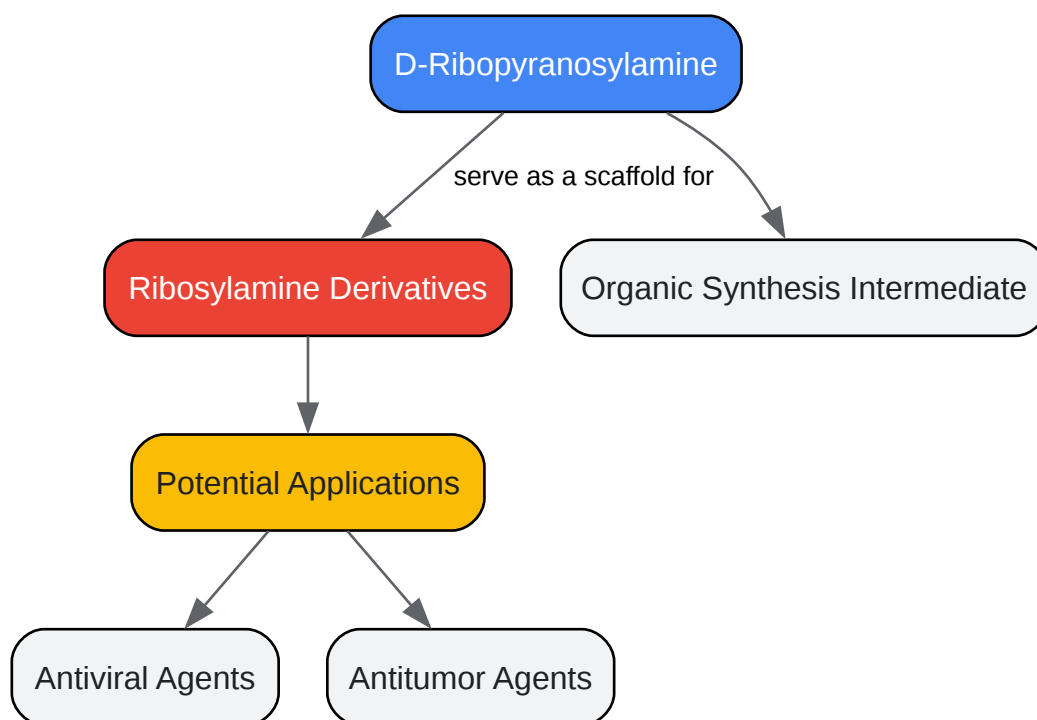 D-Ribopyranosylamine
serve as a scaffold for
Ribosylamine Derivatives
Organic Synthesis Intermediate
Potential Applications
Antiviral Agents
Antitumor Agents